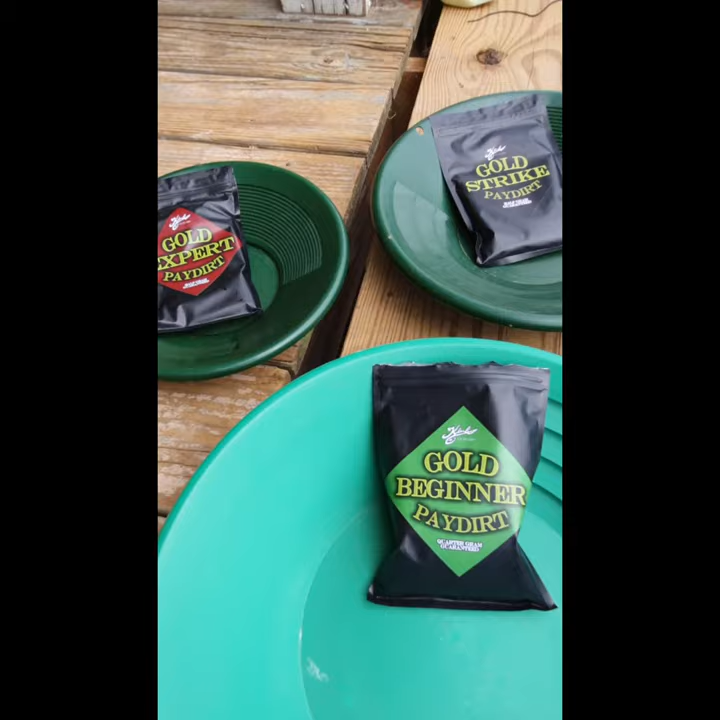 GOLD
STRIKE
PAYDIRT
GOLD
EXPERT
PAYDIRT
GOLD
BEGINNER
PAYDIRT
QUARTER GRAM
GUARANTEED